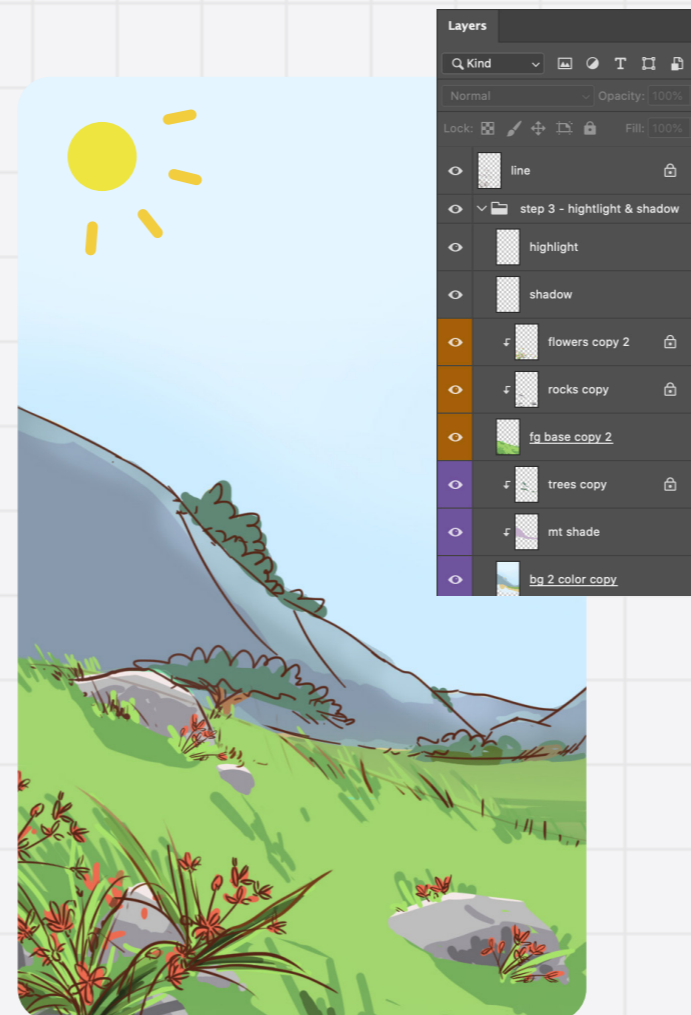 Layers
Kind
Normal
Opacity: 100%
Lock:
Fill: 100%
line
step 3 - hightlight & shadow
highlight
shadow
flowers copy 2
rocks copy
fg base copy 2
trees copy
mt shade
bg 2 color copy